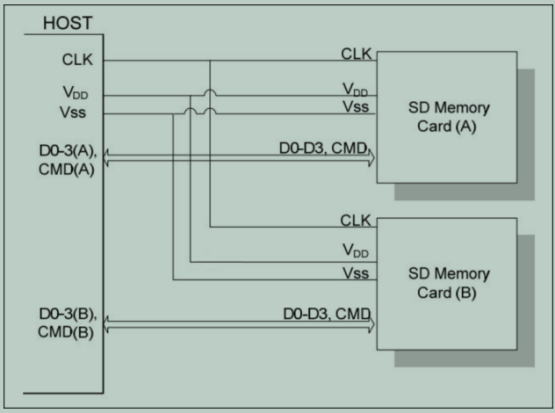 HOST
CLK
VDD
Vss
D0-3(A),
CMD(A)
CLK
VDD
Vss
D0-D3, CMD,
SD Memory
Card (A)
CLK
VDD
Vss
D0-D3, CMD
SD Memory
Card (B)
D0-3(B),
CMD(B)